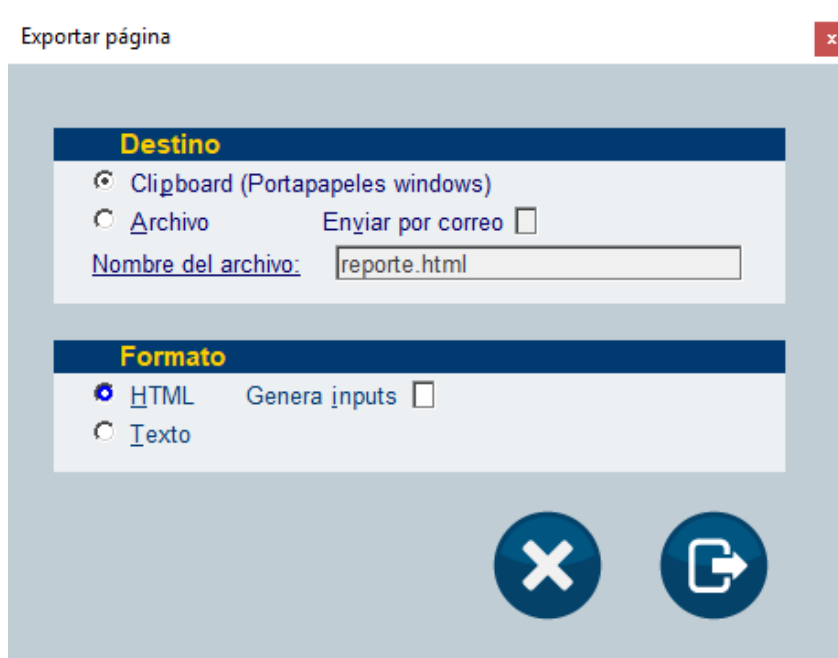 Exportar página
x
Destino
Clipboard (Portapapeles windows)
Archivo Enviar por correo
Nombre del archivo: reporte.html
Formato
HTML Genera inputs
Texto